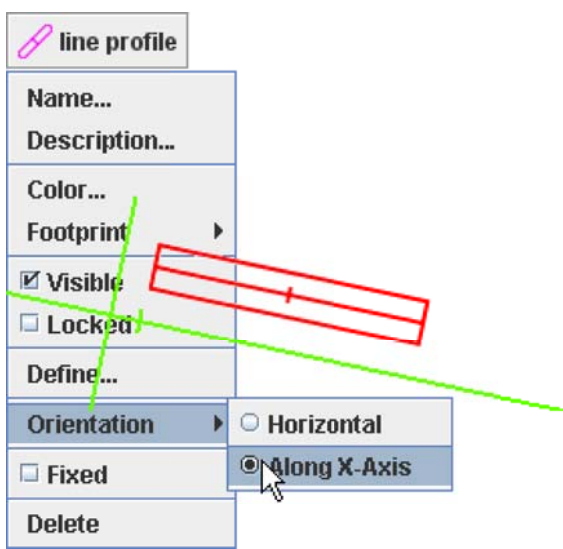 line profile
Name...
Description...
Color...
Footprint
Visible
Locked
Define...
Orientation
Horizontal
Along X-Axis
Fixed
Delete